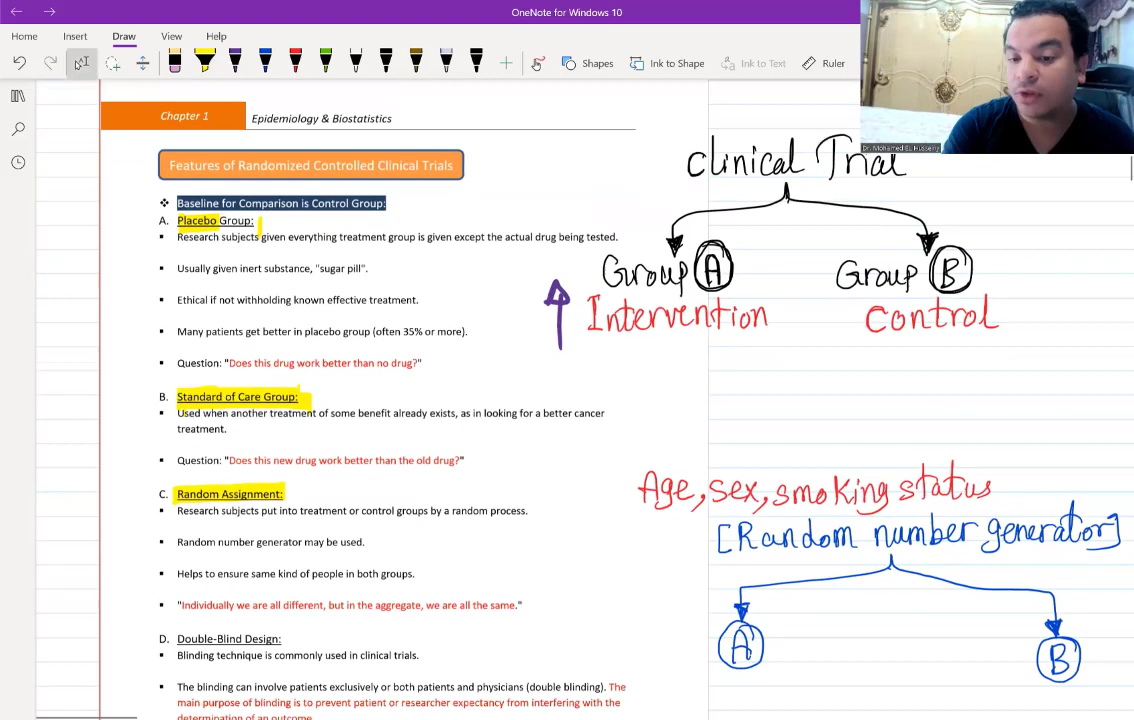 OneNote for Windows 10
Home Insert Draw View Help
Shapes Ink to Shape Ink to Text Ruler
Dr. Mohamed EL Husseiny
Chapter 1 Epidemiology & Biostatistics
Features of Randomized Controlled Clinical Trials
❖ Baseline for Comparison is Control Group:
A. Placebo Group:
▪ Research subjects given everything treatment group is given except the actual drug being tested.
▪ Usually given inert substance, "sugar pill".
▪ Ethical if not withholding known effective treatment.
▪ Many patients get better in placebo group (often 35% or more).
▪ Question: "Does this drug work better than no drug?"
B. Standard of Care Group:
▪ Used when another treatment of some benefit already exists, as in looking for a better cancer
treatment.
▪ Question: "Does this new drug work better than the old drug?"
C. Random Assignment:
▪ Research subjects put into treatment or control groups by a random process.
▪ Random number generator may be used.
▪ Helps to ensure same kind of people in both groups.
▪ "Individually we are all different, but in the aggregate, we are all the same."
D. Double-Blind Design:
▪ Blinding technique is commonly used in clinical trials.
▪ The blinding can involve patients exclusively or both patients and physicians (double blinding). The
main purpose of blinding is to prevent patient or researcher expectancy from interfering with the
determination of an outcome.
Clinical Trial
Group A Group B
Intervention Control
Age, sex, smoking status
[Random number generator]
A B